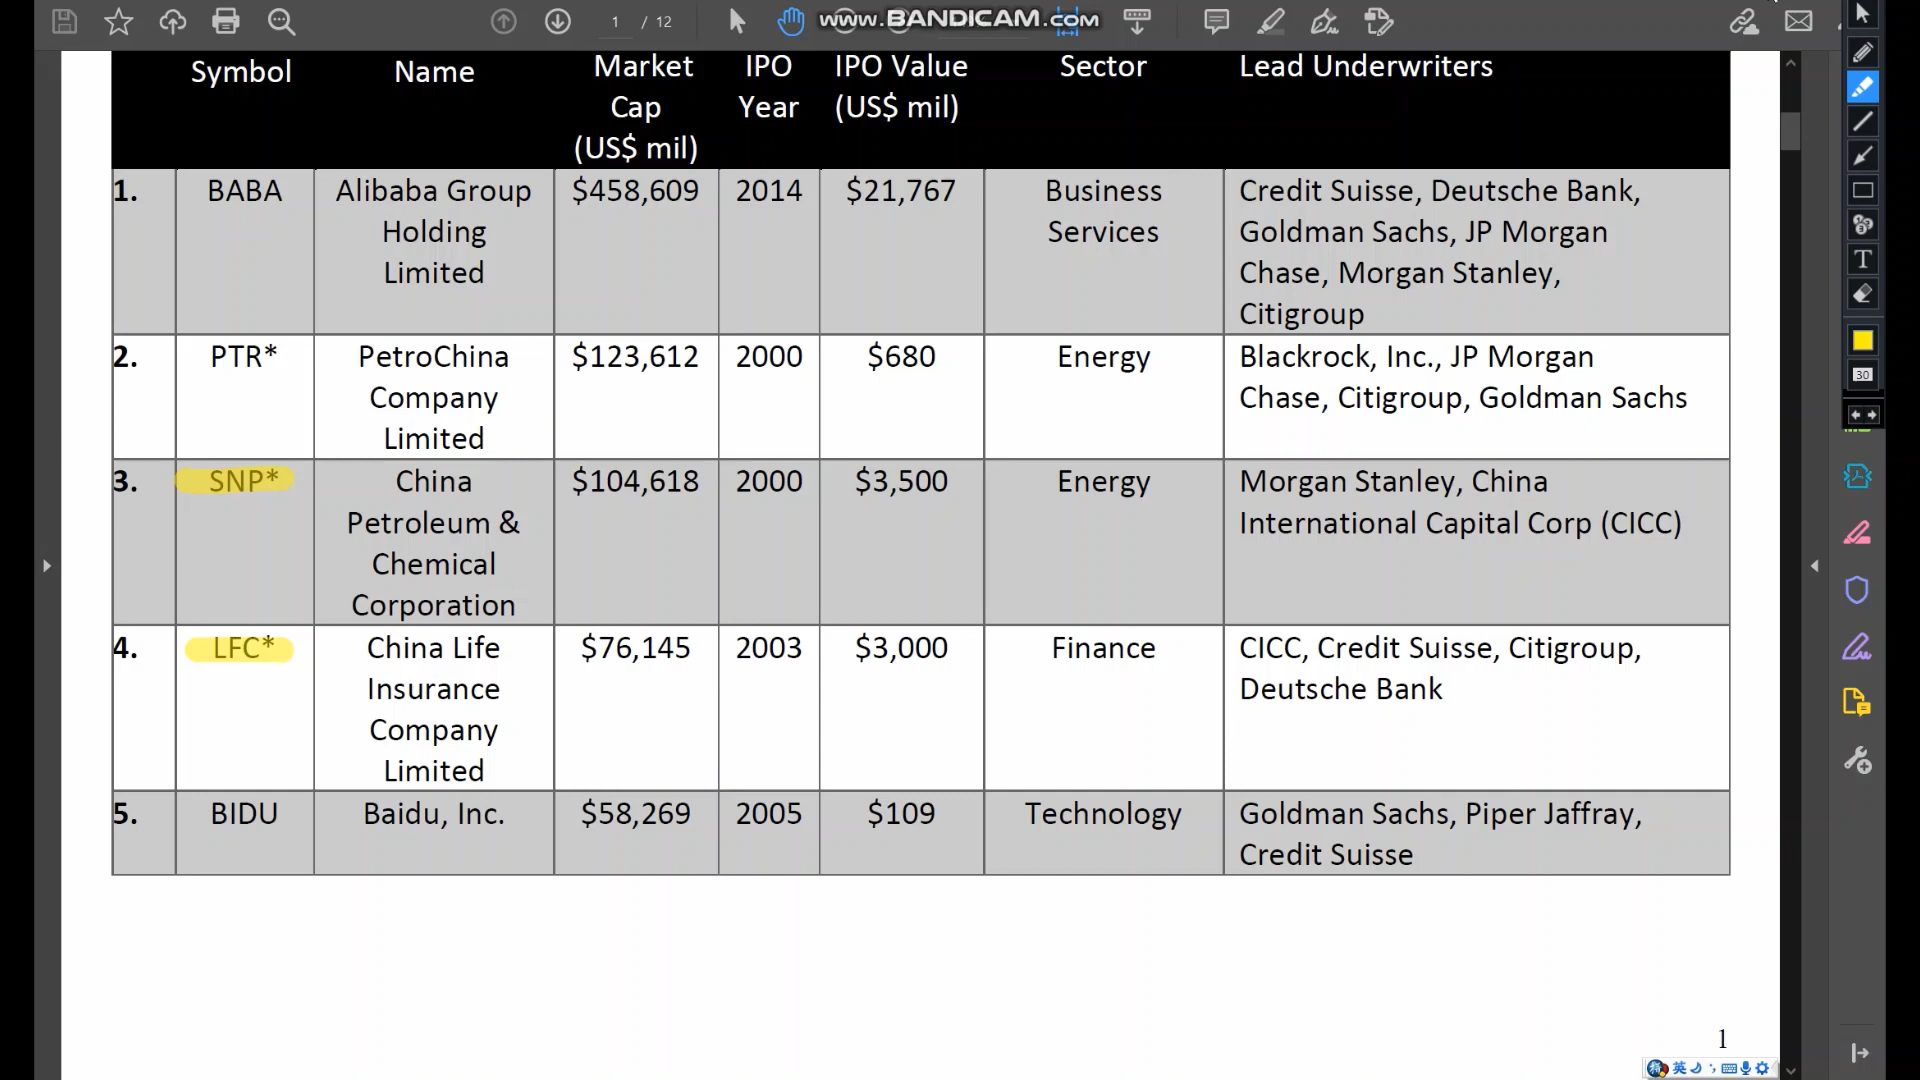 1 / 12
www.BANDICAM.com
Symbol Name Market Cap (US$ mil) IPO Year IPO Value (US$ mil) Sector Lead Underwriters
1. BABA Alibaba Group Holding Limited $458,609 2014 $21,767 Business Services Credit Suisse, Deutsche Bank, Goldman Sachs, JP Morgan Chase, Morgan Stanley, Citigroup
2. PTR* PetroChina Company Limited $123,612 2000 $680 Energy Blackrock, Inc., JP Morgan Chase, Citigroup, Goldman Sachs
3. SNP* China Petroleum & Chemical Corporation $104,618 2000 $3,500 Energy Morgan Stanley, China International Capital Corp (CICC)
4. LFC* China Life Insurance Company Limited $76,145 2003 $3,000 Finance CICC, Credit Suisse, Citigroup, Deutsche Bank
5. BIDU Baidu, Inc. $58,269 2005 $109 Technology Goldman Sachs, Piper Jaffray, Credit Suisse
1
T
30
英